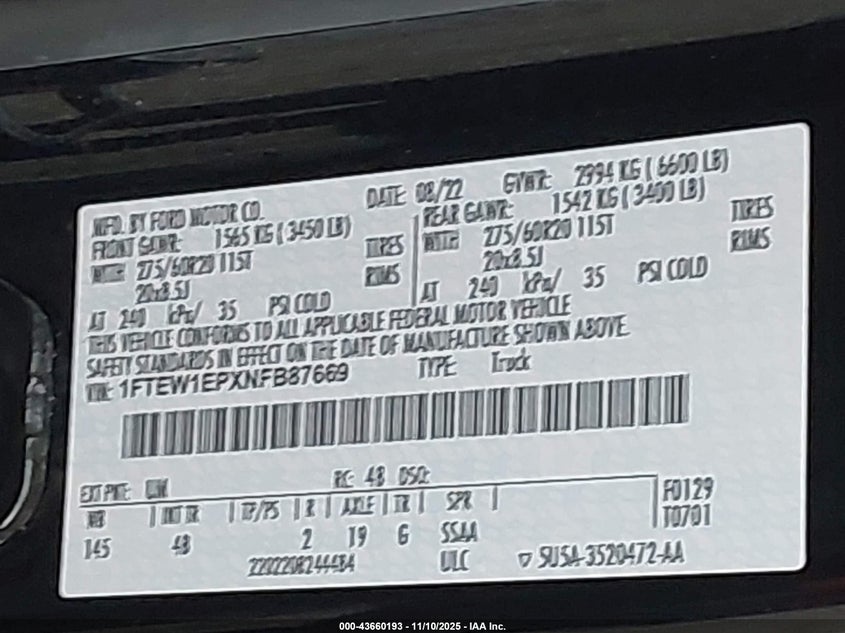 MFD. BY FORD MOTOR CO. DATE: 08/22 GVWR: 2994 KG ( 6600 LB)
FRONT GAWR: 1565 KG ( 3450 LB) REAR GAWR: 1542 KG ( 3400 LB)
WITH 275/60R20 115T TIRES WITH 275/60R20 115T TIRES
20x8.5J RIMS 20x8.5J RIMS
AT 240 kPa/ 35 PSI COLD AT 240 kPa/ 35 PSI COLD
THIS VEHICLE CONFORMS TO ALL APPLICABLE FEDERAL MOTOR VEHICLE
SAFETY STANDARDS IN EFFECT ON THE DATE OF MANUFACTURE SHOWN ABOVE.
VIN: 1FTEW1EPXNFB87669 TYPE: Truck
EXT PNT: RC: 48 DSO:
WB INT TR TP/PS R AXLE TR SPR F0129
145 48 2 19 G SSAA T0701
2202208244484 ULC ▽ 5U5A-3520472-AA
000-43660193 - 11/10/2025 - IAA Inc.